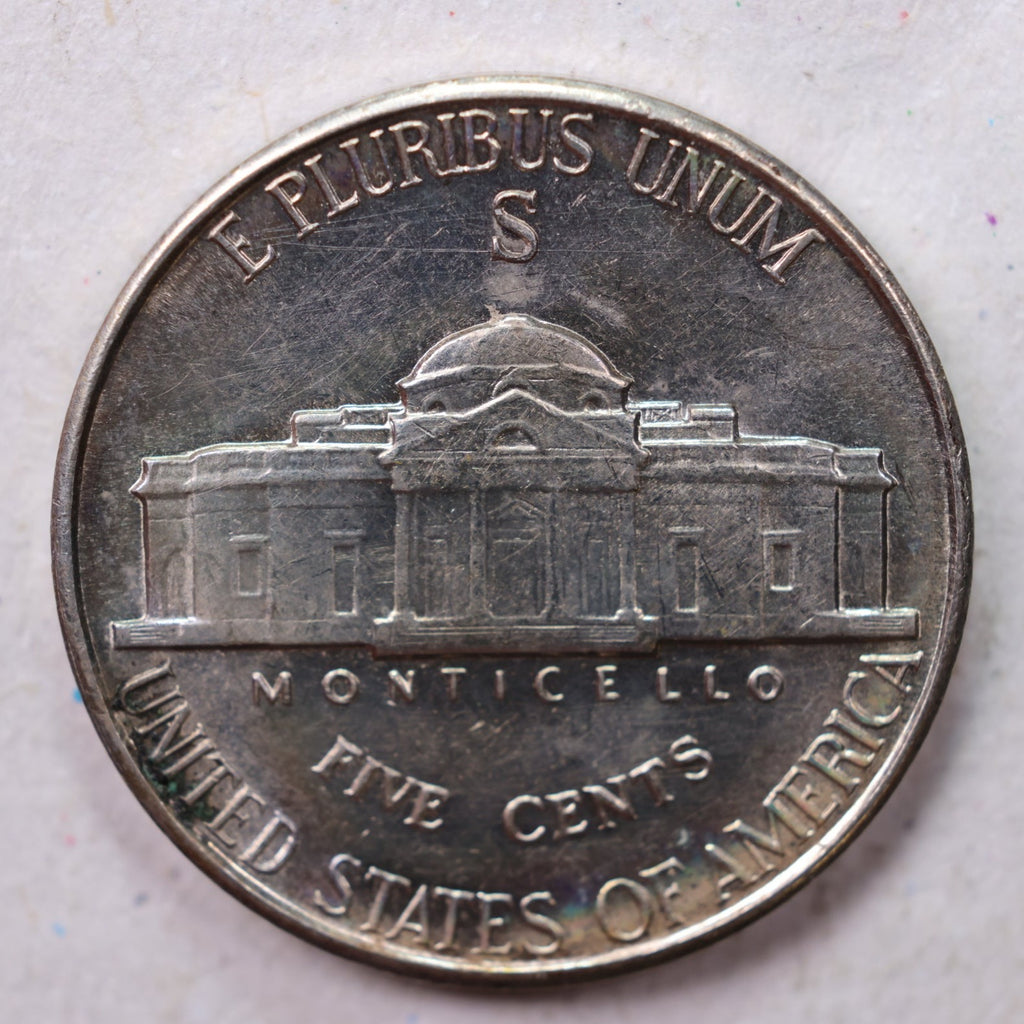 E PLURIBUS UNUM
S
MONTICELLO
FIVE CENTS
UNITED STATES OF AMERICA